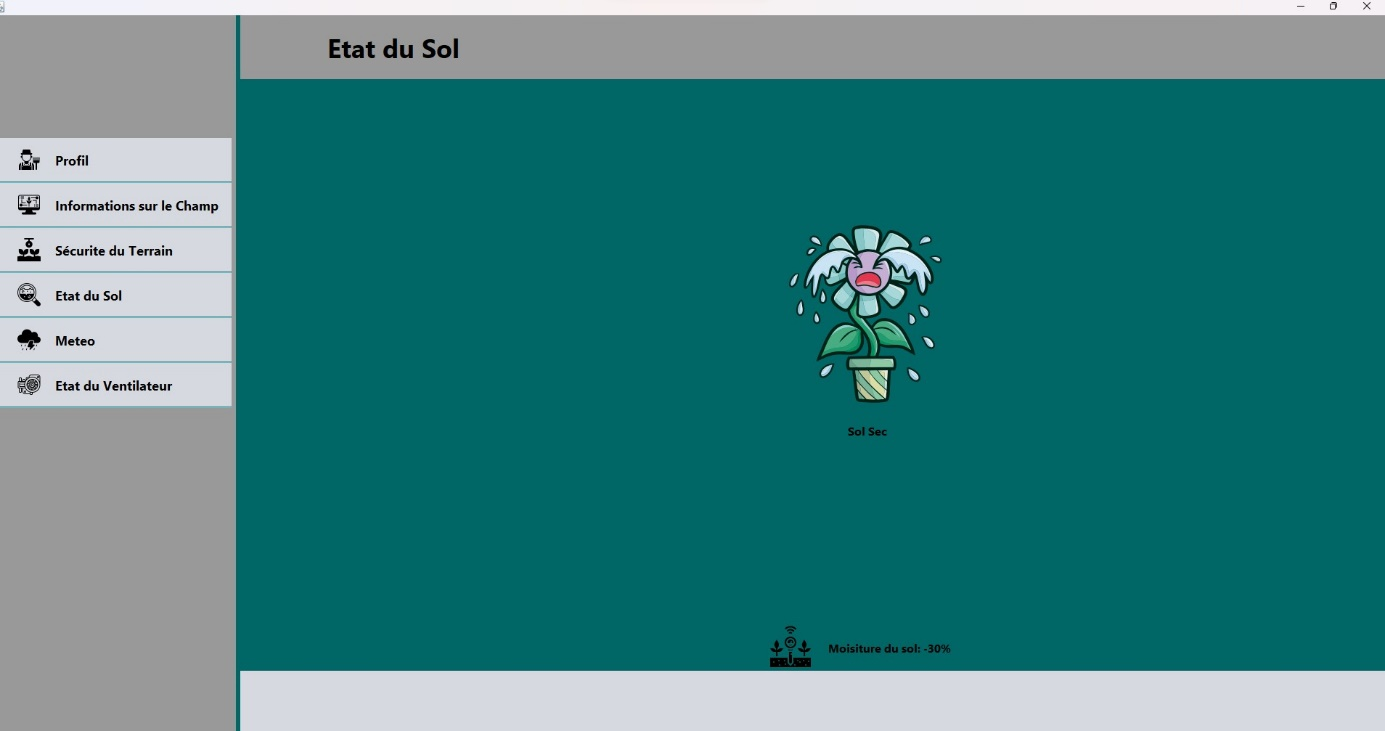 Etat du Sol
Profil
Informations sur le Champ
Sécurite du Terrain
Etat du Sol
Meteo
Etat du Ventilateur
Sol Sec
Moisiture du sol: -30%